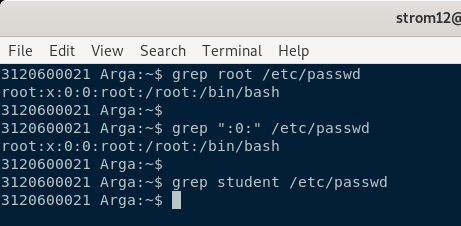 strom12@
File Edit View Search Terminal Help
3120600021 Arga:~$ grep root /etc/passwd
root:x:0:0:root:/root:/bin/bash
3120600021 Arga:~$
3120600021 Arga:~$ grep ":0:" /etc/passwd
root:x:0:0:root:/root:/bin/bash
3120600021 Arga:~$
3120600021 Arga:~$ grep student /etc/passwd
3120600021 Arga:~$